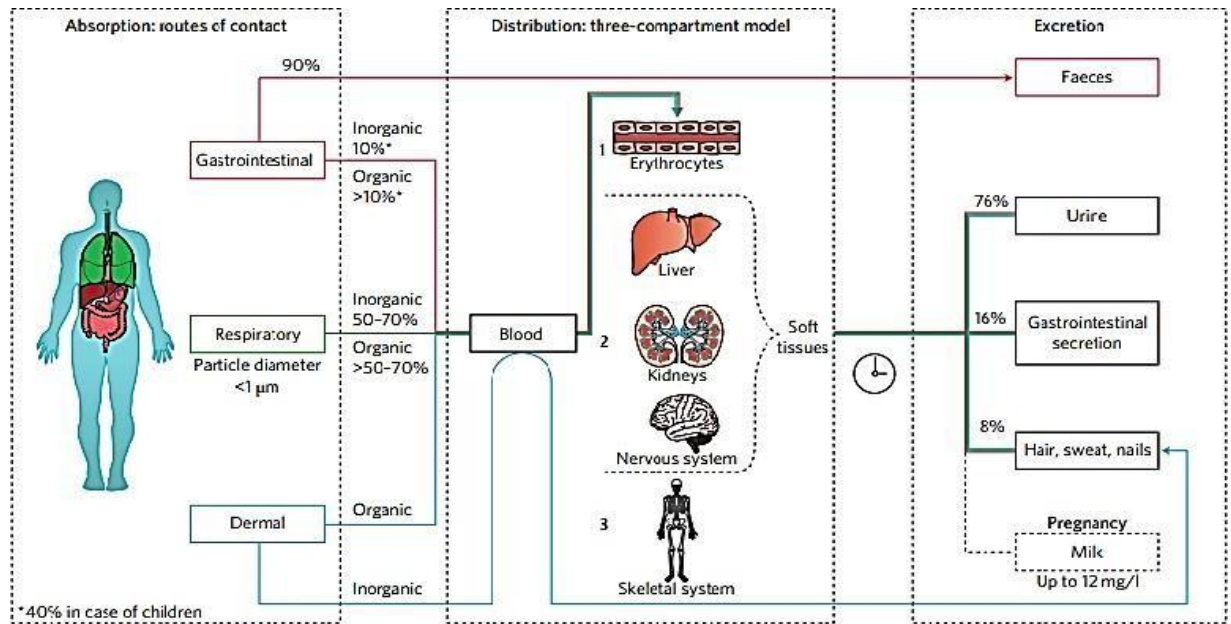 Absorption: routes of contact
90%
Gastrointestinal
Inorganic
10%*
Organic
>10%*
Respiratory
Particle diameter
<1 µm
Inorganic
50–70%
Organic
>50–70%
Dermal
Organic
Inorganic
*40% in case of children
Distribution: three-compartment model
Blood
1
Erythrocytes
Liver
2
Kidneys
Nervous system
Soft
tissues
3
Skeletal system
Excretion
Faeces
76%
Urire
16%
Gastrointestinal
secretion
8%
Hair, sweat, nails
Pregnancy
Milk
Up to 12 mg/l